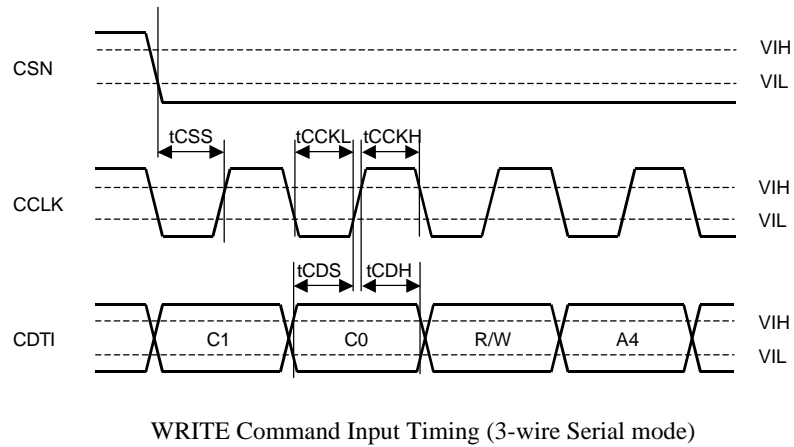 VIH
CSN
VIL
tCSS tCCKL tCCKH
VIH
CCLK
VIL
tCDS tCDH
VIH
CDTI C1 C0 R/W A4
VIL
WRITE Command Input Timing (3-wire Serial mode)